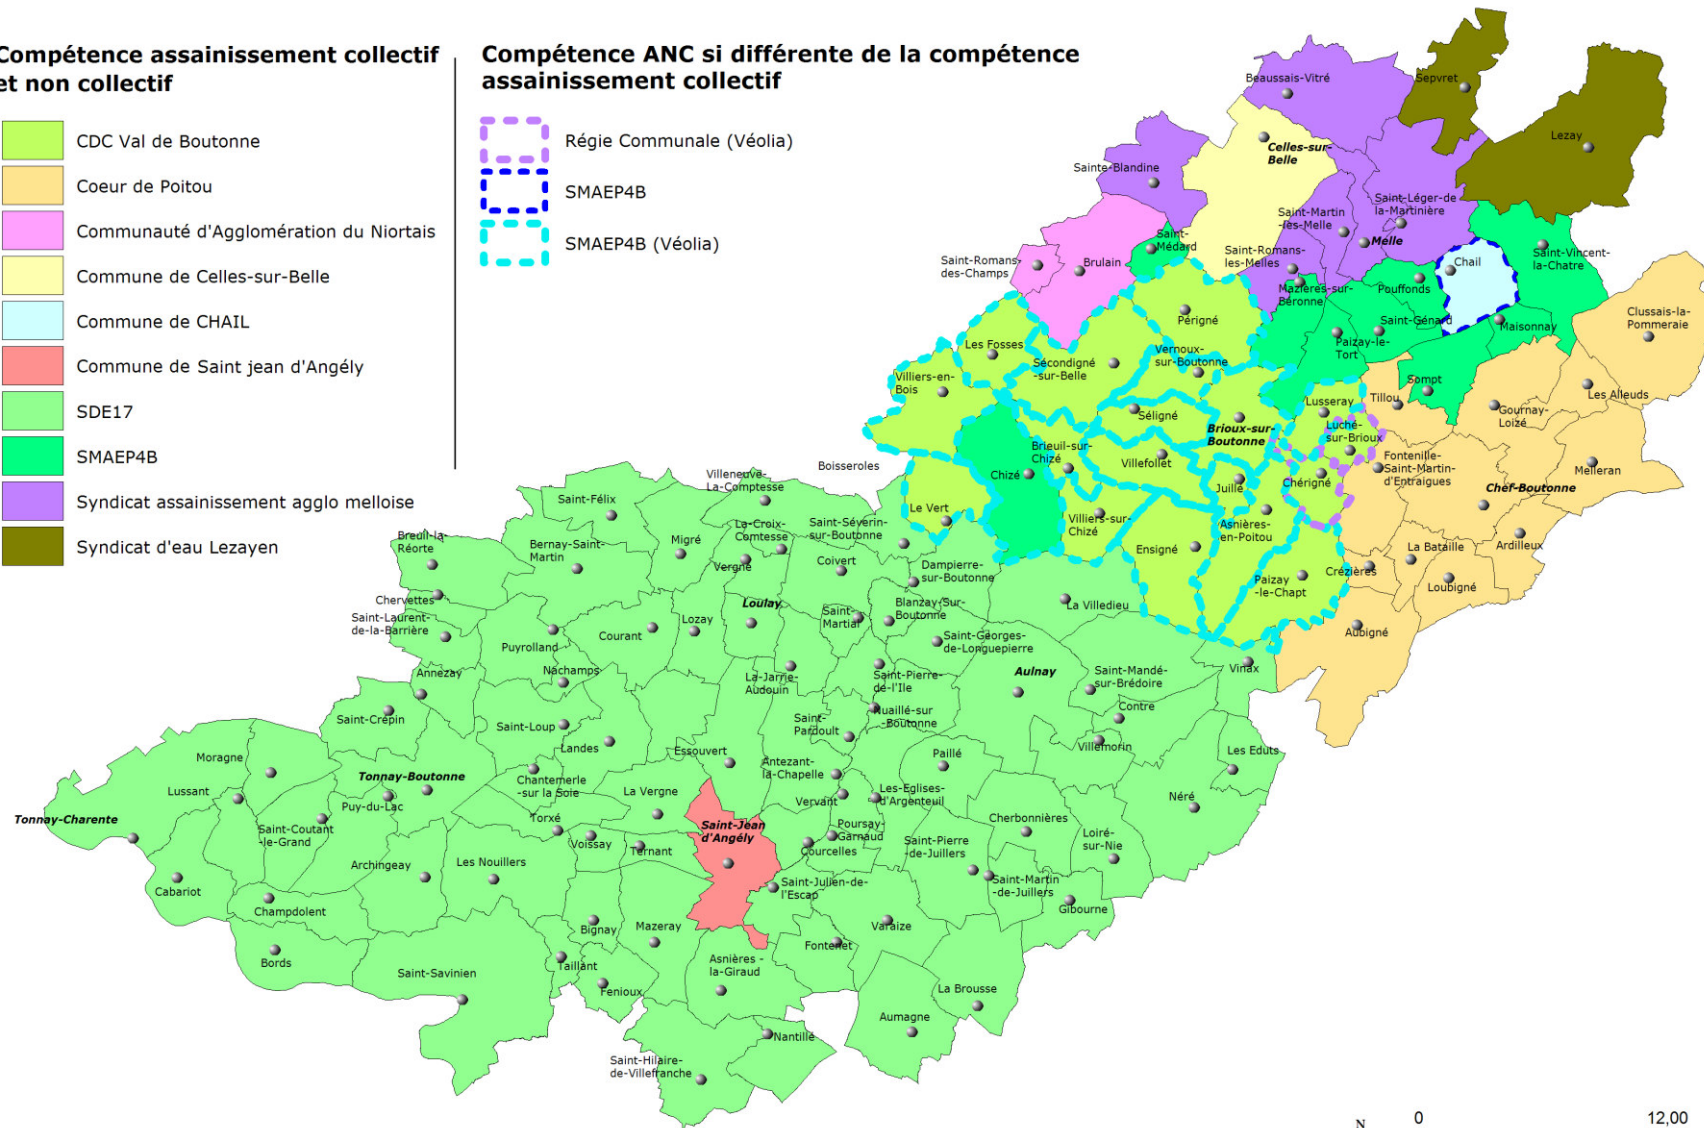 Compétence assainissement collectif
et non collectif
CDC Val de Boutonne
Coeur de Poitou
Communauté d'Agglomération du Niortais
Commune de Celles-sur-Belle
Commune de CHAIL
Commune de Saint jean d'Angély
SDE17
SMAEP4B
Syndicat assainissement agglo melloise
Syndicat d'eau Lezayen
Compétence ANC si différente de la compétence
assainissement collectif
Régie Communale (Véolia)
SMAEP4B
SMAEP4B (Véolia)
Beaussais-Vitré
Sepvret
Lezay
Celles-sur-
Belle
Sainte-Blandine
Saint-Léger-de
la-Martinière
Saint-Martin
-lès-Melle
Melle
Saint-
Médard
Saint-Romans-
les-Melles
Saint-Romans-
des-Champs
Brulain
Chail
Saint-Vincent-
la-Chatre
Mazières-sur-
Béronne
Pouffonds
Périgné
Saint-Génard
Maisonnay
Clussais-la-
Pommeraie
Paizay-le-
Tort
Les Fosses
Sécondigné
-sur-Belle
Vernoux-
sur-Boutonne
Villiers-en-
Bois
Sompt
Les Alleuds
Lusseray
Tillou
Gournay-
Loizé
Séligné
Brioux-sur-
Boutonne
Luché-
sur-Brioux
Brieuil-sur-
Chizé
Villefollet
Fontenille-
Saint-Martin-
d'Entraigues
Melleran
Boisseroles
Chizé
Juillé
Chérigné
Chef-Boutonne
Villeneuve-
La-Comtesse
Saint-Félix
Le Vert
Villiers-sur-
Chizé
Asnières-
en-Poitou
Ardilleux
La-Croix-
Comtesse
Saint-Séverin-
sur-Boutonne
Breuil-la-
Réorte
Bernay-Saint-
Martin
Migré
Vergné
Coivert
Ensigné
La Bataille
Crézières
Loubigné
Dampierre-
sur-Boutonne
Paizay
-le-Chapt
Chervettes
Saint-Laurent-
de-la-Barrière
Loulay
Saint-
Martial
Blanzay-Sur-
Boutonne
La Villedieu
Courant
Lozay
Puyrolland
Saint-Georges-
de-Longuepierre
Aubigné
Annezay
Nachamps
La-Jarrie-
Audouin
Saint-Pierre-
de-l'Ile
Aulnay
Saint-Mandé-
sur-Brédoire
Vinax
Saint-Crépin
Saint-Loup
Saint-
Pardoult
Nuaillé-sur
-Boutonne
Contre
Landes
Essouvert
Villemorin
Les Eduts
Moragne
Tonnay-Boutonne
Chantemerle
-sur la Soie
Antezant-
la-Chapelle
Paillé
Lussant
Puy-du-Lac
La Vergne
Vervant
Les-Eglises-
d'Argenteuil
Néré
Tonnay-Charente
Saint-Coutant
-le-Grand
Torxé
Saint-Jean
d'Angély
Poursay-
Garnaud
Cherbonnières
Loiré-
sur-Nie
Voissay
Ternant
Courcelles
Saint-Pierre
-de-Juillers
Archingeay
Les Nouillers
Cabariot
Saint-Julien-de-
l'Escap
Saint-Martin
-de-Juillers
Champdolent
Gibourne
Bignay
Mazeray
Varaize
Bords
Taillant
Asnières -
la-Giraud
Fontenet
Saint-Savinien
Fenioux
La Brousse
Aumagne
Nantillé
Saint-Hilaire-
de-Villefranche
N
0
12,00